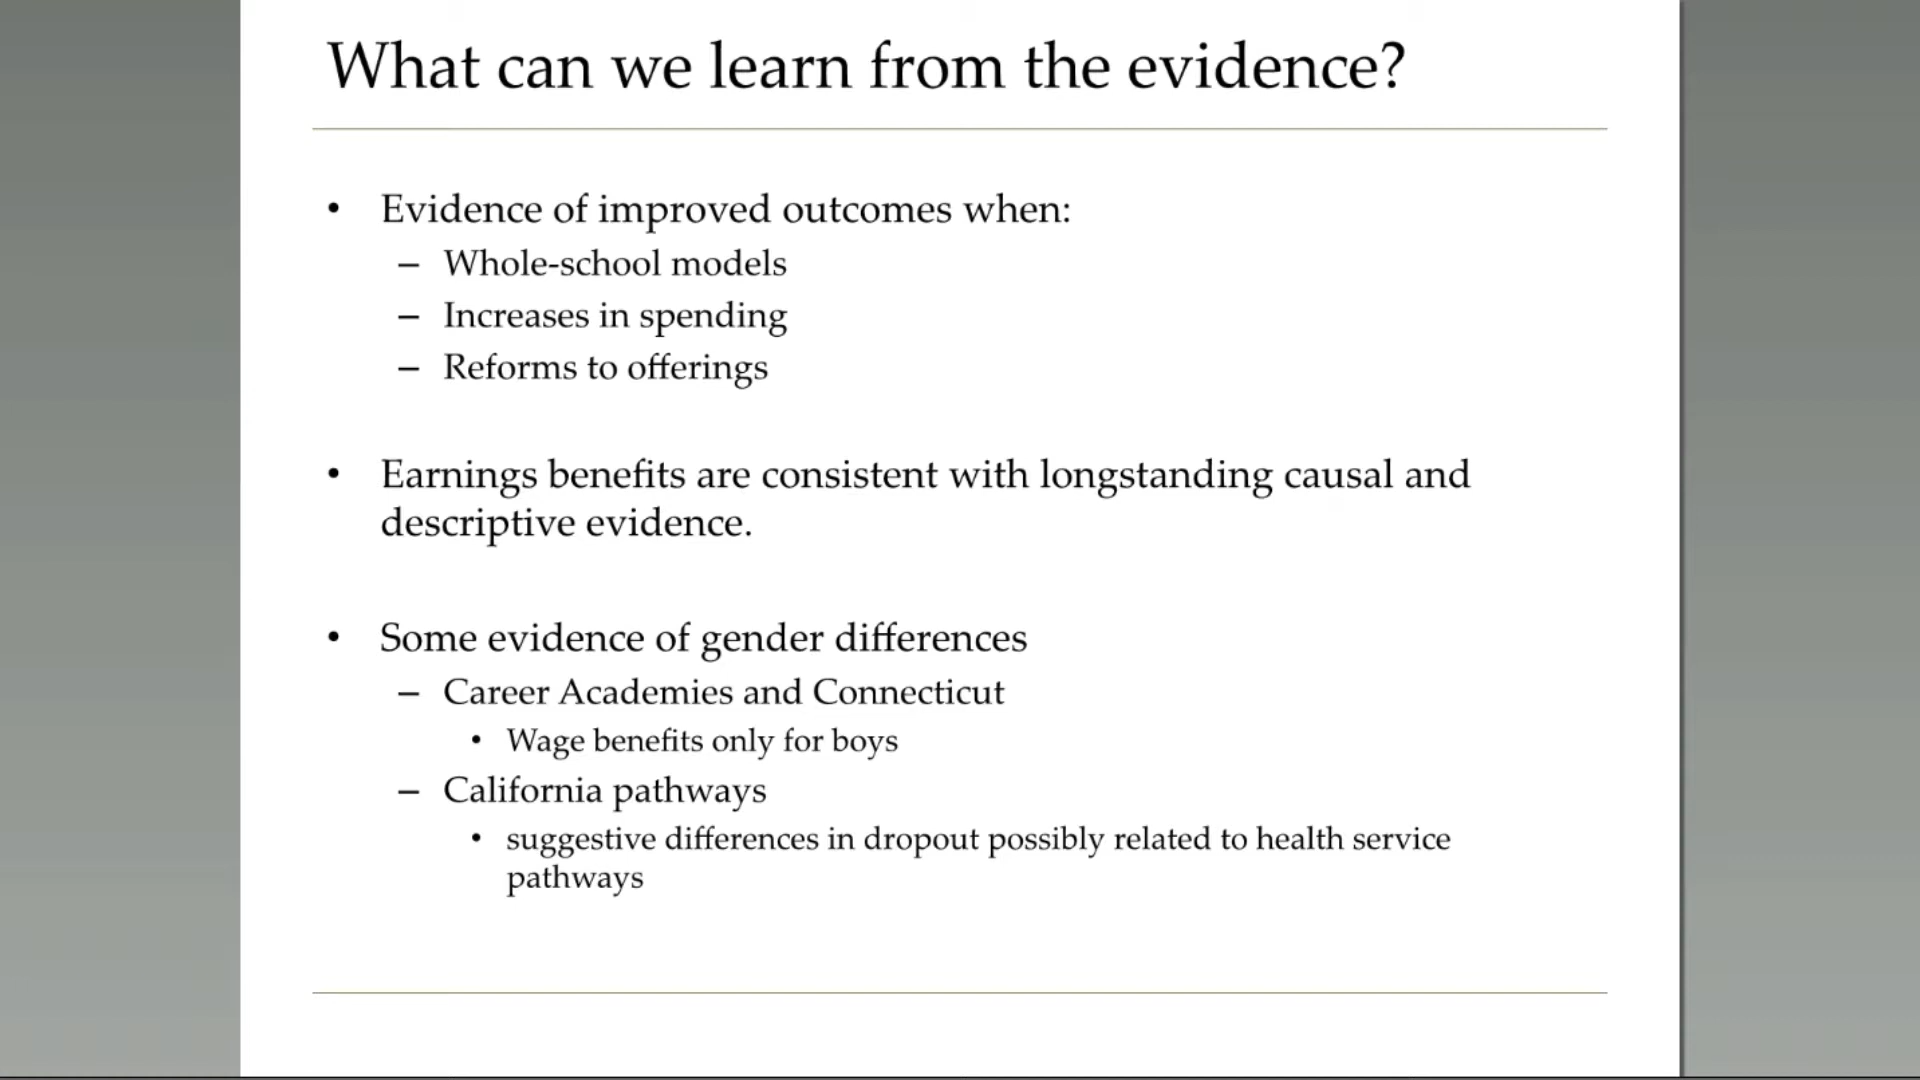 What can we learn from the evidence?
• Evidence of improved outcomes when:
– Whole-school models
– Increases in spending
– Reforms to offerings
• Earnings benefits are consistent with longstanding causal and
descriptive evidence.
• Some evidence of gender differences
– Career Academies and Connecticut
• Wage benefits only for boys
– California pathways
• suggestive differences in dropout possibly related to health service
pathways